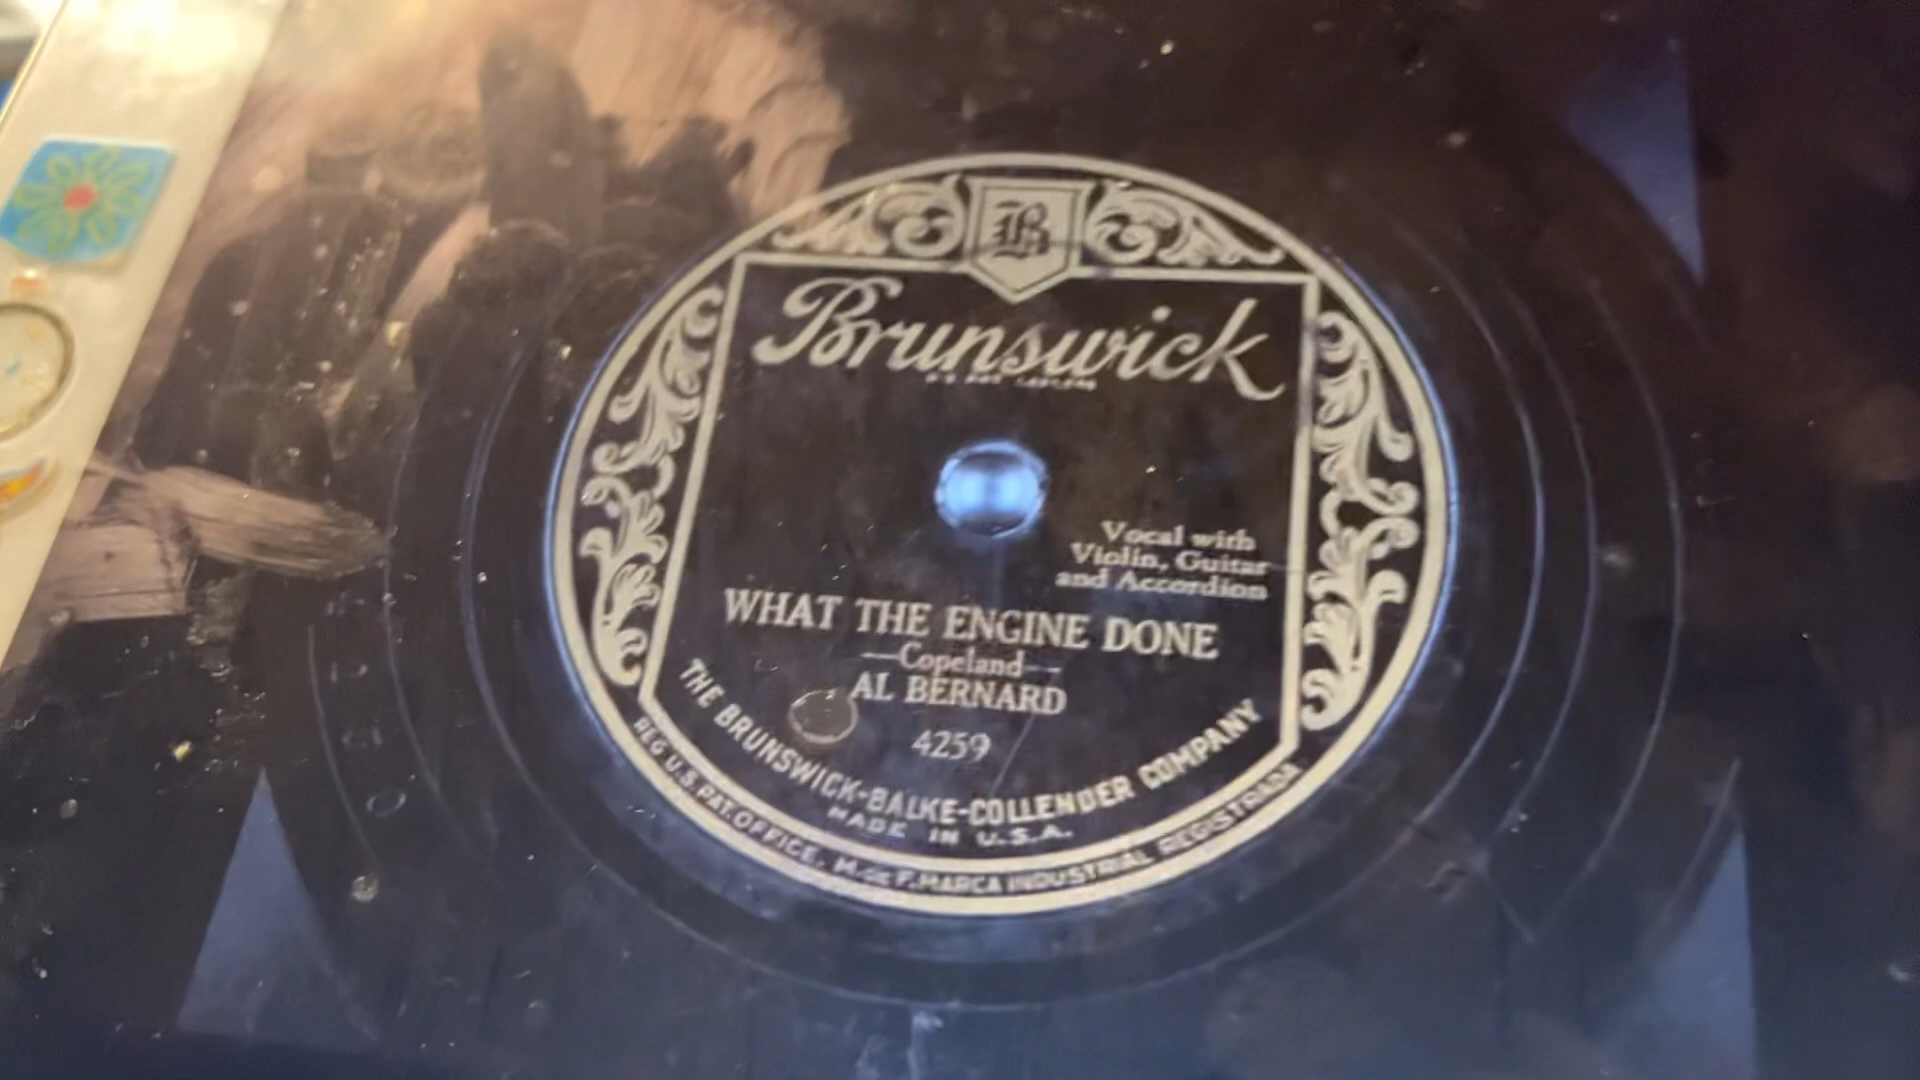 B
Brunswick
Vocal with
Violin, Guitar
and Accordion
WHAT THE ENGINE DONE
—Copeland—
AL BERNARD
4259
THE BRUNSWICK-BALKE-COLLENDER COMPANY
MADE IN U.S.A.
REG U.S. PAT. OFFICE. M. DE F. MARCA INDUSTRIAL REGISTRADA